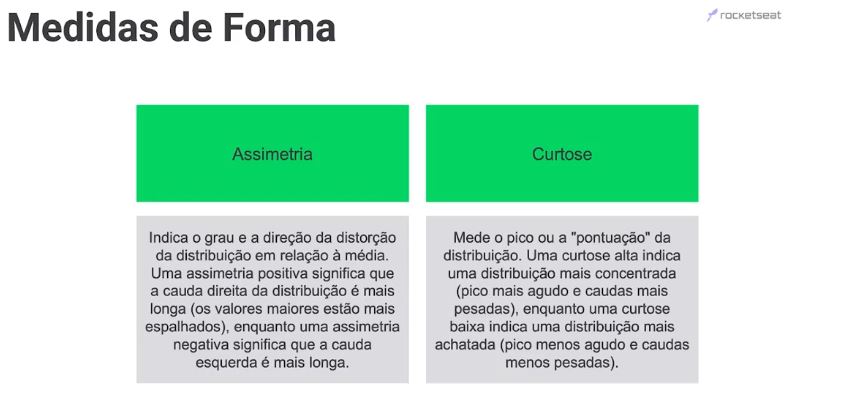 Medidas de Forma
rocketseat
Assimetria
Curtose
Indica o grau e a direção da distorção
da distribuição em relação à média.
Uma assimetria positiva significa que
a cauda direita da distribuição é mais
longa (os valores maiores estão mais
espalhados), enquanto uma assimetria
negativa significa que a cauda
esquerda é mais longa.
Mede o pico ou a "pontuação" da
distribuição. Uma curtose alta indica
uma distribuição mais concentrada
(pico mais agudo e caudas mais
pesadas), enquanto uma curtose
baixa indica uma distribuição mais
achatada (pico menos agudo e caudas
menos pesadas).